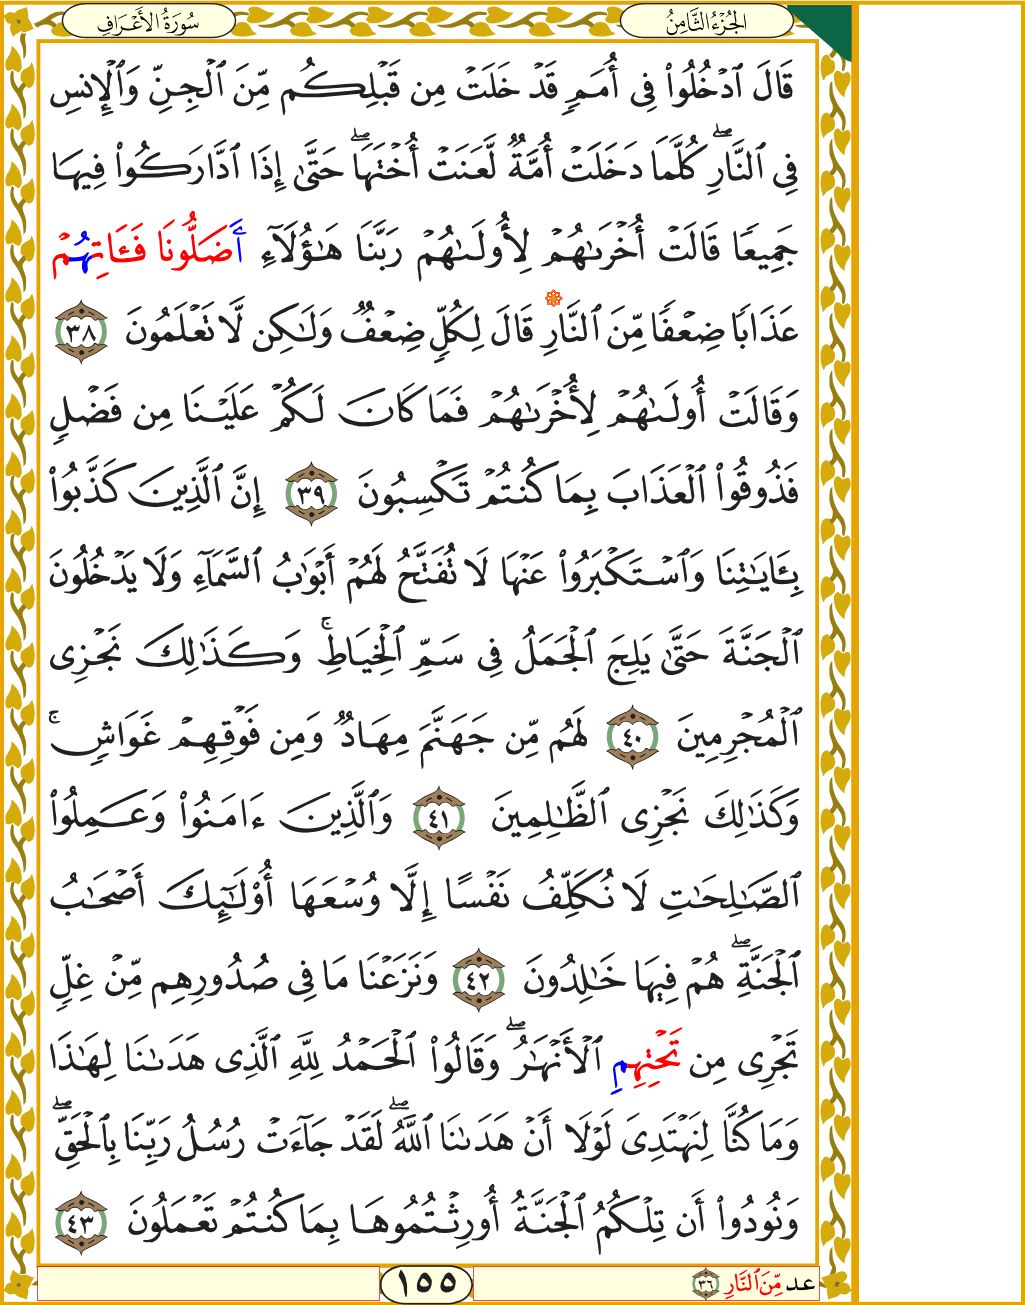 الجُزْءُ الثَّامِنُ
سُورَةُ الأَعْرَافِ
قَالَ ٱدْخُلُوا۟ فِىٓ أُمَمٍ قَدْ خَلَتْ مِن قَبْلِكُم مِّنَ ٱلْجِنِّ وَٱلْإِنسِ
فِى ٱلنَّارِ ۖ كُلَّمَا دَخَلَتْ أُمَّةٌ لَّعَنَتْ أُخْتَهَا ۖ حَتَّىٰٓ إِذَا ٱدَّارَكُوا۟ فِيهَا
جَمِيعًا قَالَتْ أُخْرَىٰهُمْ لِأُولَىٰهُمْ رَبَّنَا هَـٰٓؤُلَآءِ أَضَلُّونَا فَـَٔاتِهُمْ
عَذَابًا ضِعْفًا مِّنَ ٱلنَّارِ قَالَ لِكُلٍّ ضِعْفٌ وَلَـٰكِن لَّا تَعْلَمُونَ ٣٨
وَقَالَتْ أُولَىٰهُمْ لِأُخْرَىٰهُمْ فَمَا كَانَ لَكُمْ عَلَيْنَا مِن فَضْلٍ
فَذُوقُوا۟ ٱلْعَذَابَ بِمَا كُنتُمْ تَكْسِبُونَ ٣٩ إِنَّ ٱلَّذِينَ كَذَّبُوا۟
بِـَٔايَـٰتِنَا وَٱسْتَكْبَرُوا۟ عَنْهَا لَا تُفَتَّحُ لَهُمْ أَبْوَٰبُ ٱلسَّمَآءِ وَلَا يَدْخُلُونَ
ٱلْجَنَّةَ حَتَّىٰ يَلِجَ ٱلْجَمَلُ فِى سَمِّ ٱلْخِيَاطِ ۚ وَكَذَٰلِكَ نَجْزِى
ٱلْمُجْرِمِينَ ٤٠ لَهُم مِّن جَهَنَّمَ مِهَادٌ وَمِن فَوْقِهِمْ غَوَاشٍ ۚ
وَكَذَٰلِكَ نَجْزِى ٱلظَّـٰلِمِينَ ٤١ وَٱلَّذِينَ ءَامَنُوا۟ وَعَمِلُوا۟
ٱلصَّـٰلِحَـٰتِ لَا نُكَلِّفُ نَفْسًا إِلَّا وُسْعَهَآ أُو۟لَـٰٓئِكَ أَصْحَـٰبُ
ٱلْجَنَّةِ ۖ هُمْ فِيهَا خَـٰلِدُونَ ٤٢ وَنَزَعْنَا مَا فِى صُدُورِهِم مِّنْ غِلٍّ
تَجْرِى مِن تَحْتِهِمِ ٱلْأَنْهَـٰرُ ۖ وَقَالُوا۟ ٱلْحَمْدُ لِلَّهِ ٱلَّذِى هَدَىٰنَا لِهَـٰذَا
وَمَا كُنَّا لِنَهْتَدِىَ لَوْلَآ أَنْ هَدَىٰنَا ٱللَّهُ ۖ لَقَدْ جَآءَتْ رُسُلُ رَبِّنَا بِٱلْحَقِّ ۖ
وَنُودُوٓا۟ أَن تِلْكُمُ ٱلْجَنَّةُ أُورِثْتُمُوهَا بِمَا كُنتُمْ تَعْمَلُونَ ٤٣
عد مِّنَ ٱلنَّارِ ٣٦
١٥٥